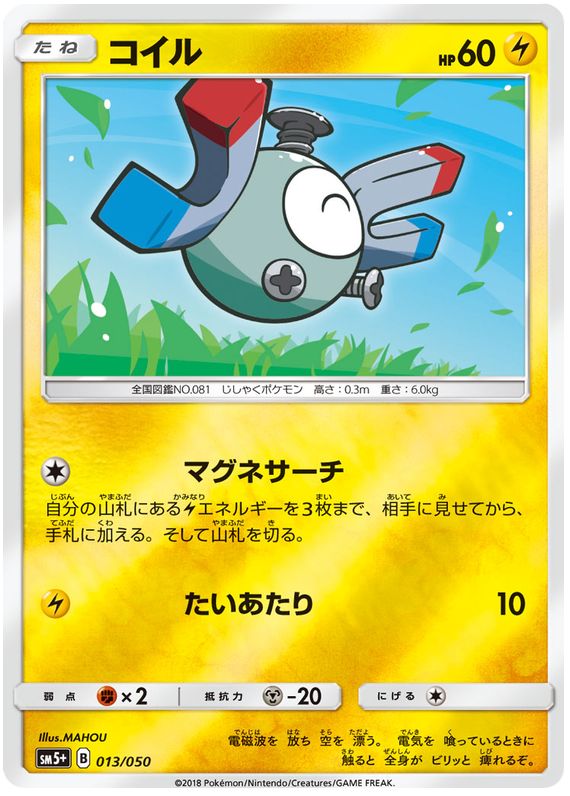 たね コイル HP60
全国図鑑NO.081 じしゃくポケモン 高さ:0.3m 重さ:6.0kg
マグネサーチ
自分の山札にあるエネルギーを3枚まで、相手に見せてから、
手札に加える。そして山札を切る。
たいあたり 10
弱点 ×2 抵抗力 -20 にげる
Illus.MAHOU
電磁波を 放ち 空を 漂う。 電気を 喰っているときに
触ると 全身が ビリッと 痺れるぞ。
SM5+ B 013/050
©2018 Pokémon/Nintendo/Creatures/GAME FREAK.